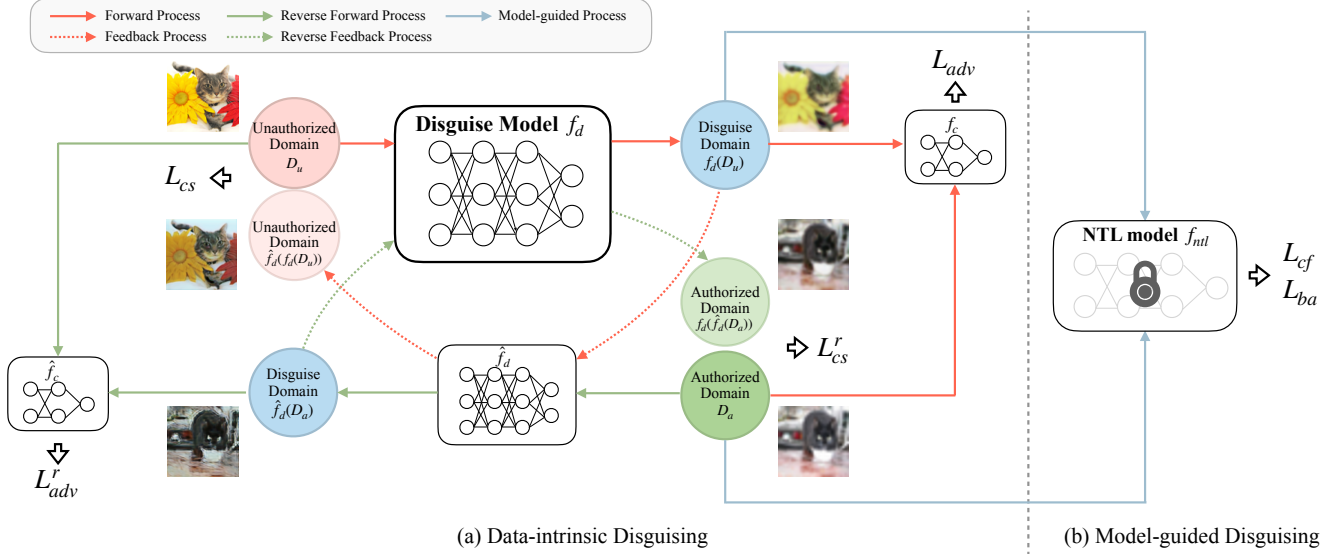 Forward Process
Reverse Forward Process
Model-guided Process
Feedback Process
Reverse Feedback Process
Unauthorized
Domain
D_u
Disguise Model f_d
Disguise
Domain
f_d(D_u)
L_adv
f_c
L_cs
Unauthorized
Domain
f̂_d(f_d(D_u))
NTL model f_ntl
L_cf
L_ba
Authorized
Domain
f_d(f̂_d(D_a))
L^r_cs
f̂_c
Disguise
Domain
f̂_d(D_a)
f̂_d
Authorized
Domain
D_a
L^r_adv
(a) Data-intrinsic Disguising
(b) Model-guided Disguising